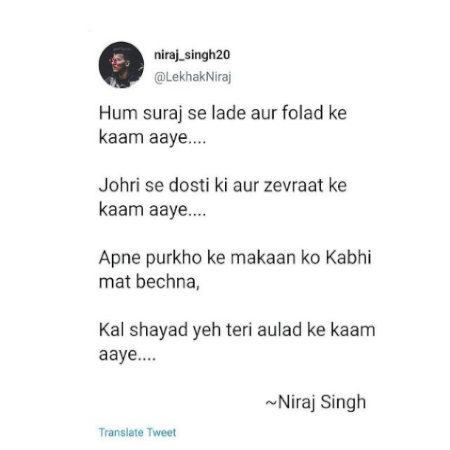 niraj_singh20
@LekhakNiraj
Hum suraj se lade aur folad ke
kaam aaye....
Johri se dosti ki aur zevraat ke
kaam aaye....
Apne purkho ke makaan ko Kabhi
mat bechna,
Kal shayad yeh teri aulad ke kaam
aaye....
~Niraj Singh
Translate Tweet